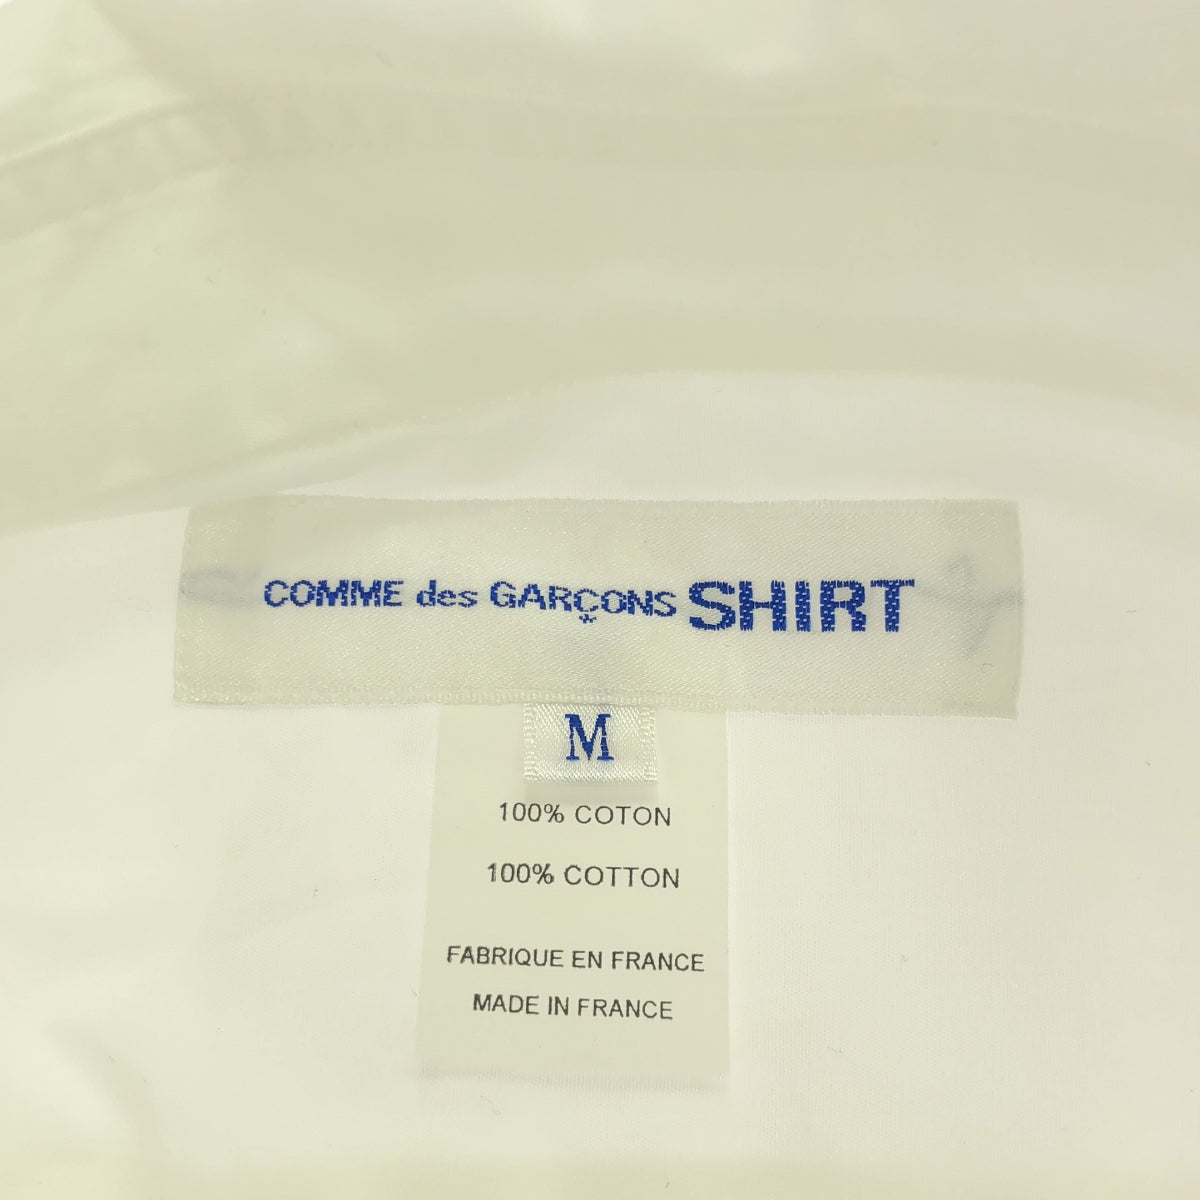 COMME des GARÇONS SHIRT
M
100% COTON
100% COTTON
FABRIQUE EN FRANCE
MADE IN FRANCE